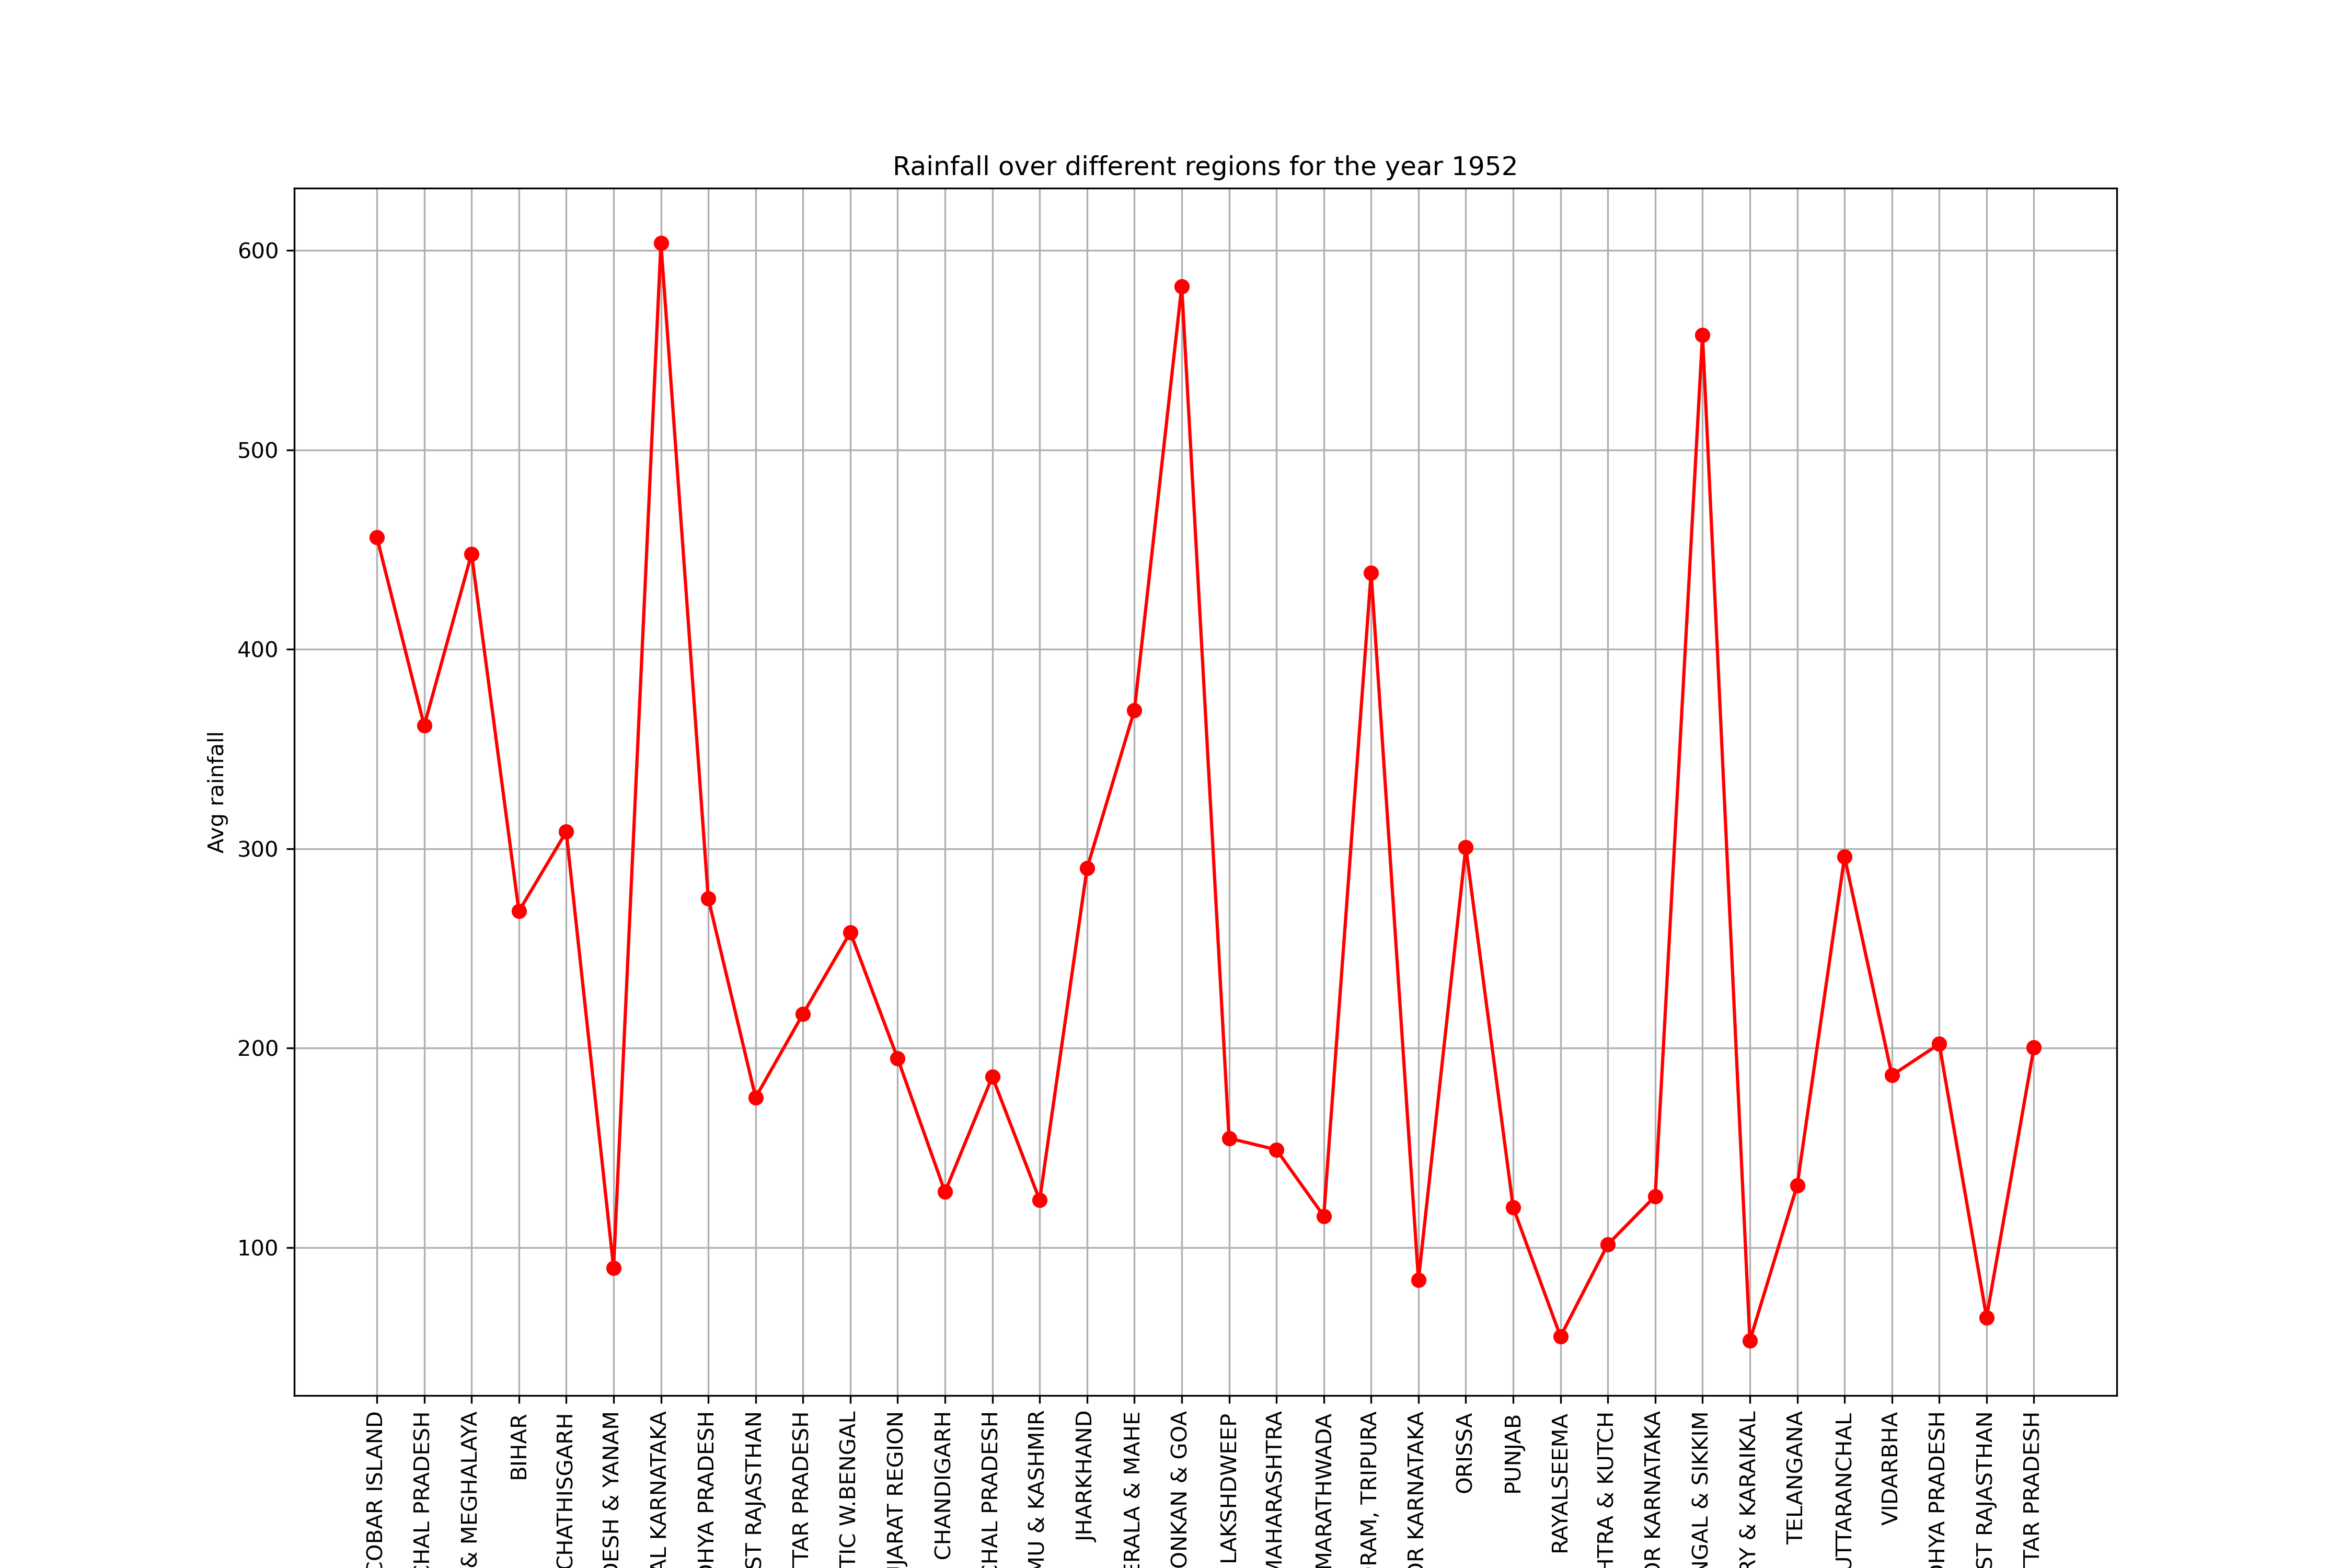 Rainfall over different regions for the year 1952
Avg rainfall
600
500
400
300
200
100
COBAR ISLAND
CHAL PRADESH
& MEGHALAYA
BIHAR
CHATHISGARH
DESH & YANAM
AL KARNATAKA
DHYA PRADESH
ST RAJASTHAN
TTAR PRADESH
TIC W.BENGAL
JARAT REGION
CHANDIGARH
CHAL PRADESH
MU & KASHMIR
JHARKHAND
ERALA & MAHE
ONKAN & GOA
LAKSHDWEEP
MAHARASHTRA
MARATHWADA
RAM, TRIPURA
OR KARNATAKA
ORISSA
PUNJAB
RAYALSEEMA
HTRA & KUTCH
OR KARNATAKA
NGAL & SIKKIM
RY & KARAIKAL
TELANGANA
UTTARANCHAL
VIDARBHA
DHYA PRADESH
ST RAJASTHAN
TTAR PRADESH